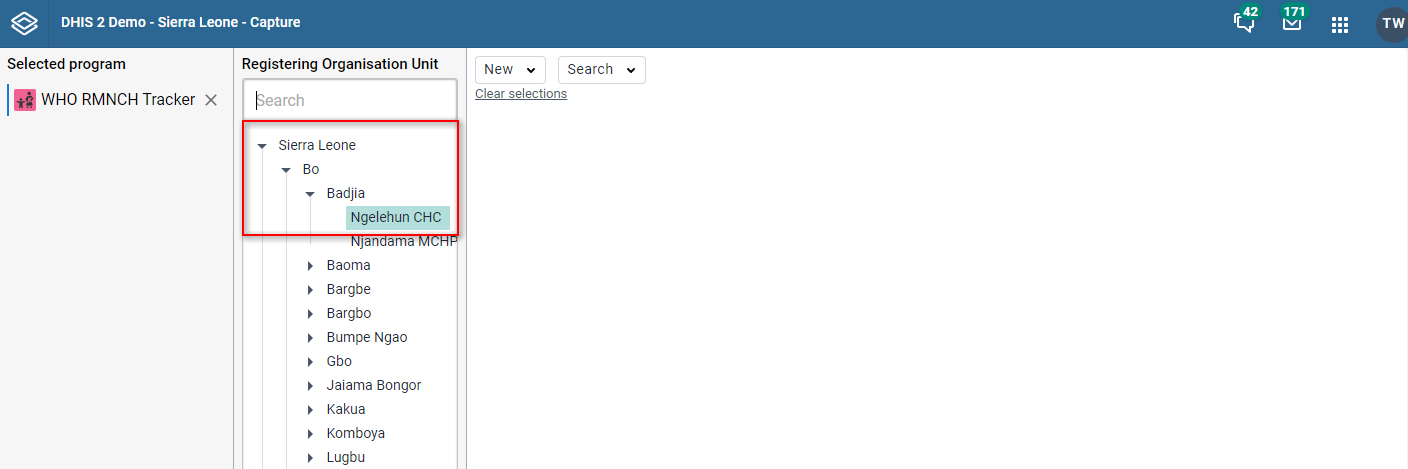 DHIS 2 Demo - Sierra Leone - Capture
42
171
TW
Selected program
WHO RMNCH Tracker
Registering Organisation Unit
Search
Sierra Leone
Bo
Badjia
Ngelehun CHC
Njandama MCHP
Baoma
Bargbe
Bargbo
Bumpe Ngao
Gbo
Jaiama Bongor
Kakua
Komboya
Lugbu
New
Search
Clear selections